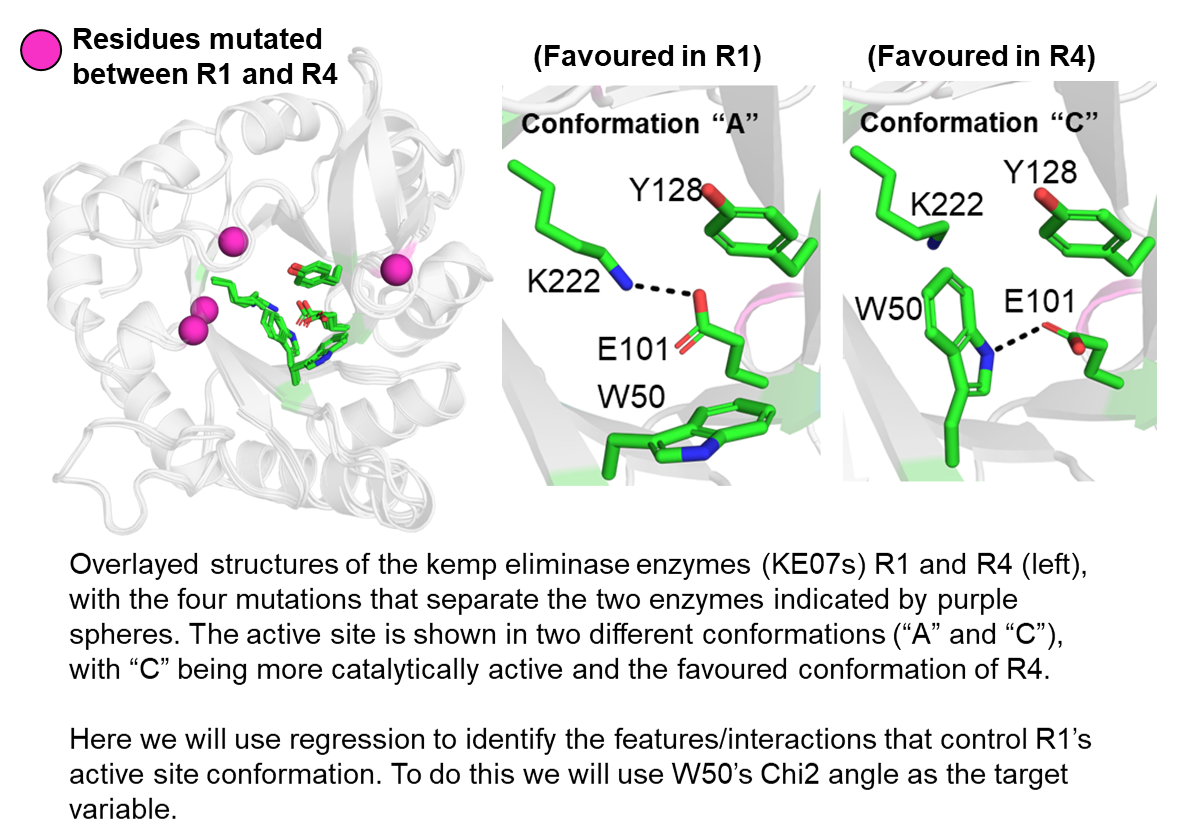 Residues mutated
between R1 and R4
(Favoured in R1)
(Favoured in R4)
Conformation “A”
Y128
K222
E101
W50
Conformation “C”
Y128
K222
W50
E101
Overlayed structures of the kemp eliminase enzymes (KE07s) R1 and R4 (left),
with the four mutations that separate the two enzymes indicated by purple
spheres. The active site is shown in two different conformations (“A” and “C”),
with “C” being more catalytically active and the favoured conformation of R4.
Here we will use regression to identify the features/interactions that control R1’s
active site conformation. To do this we will use W50’s Chi2 angle as the target
variable.